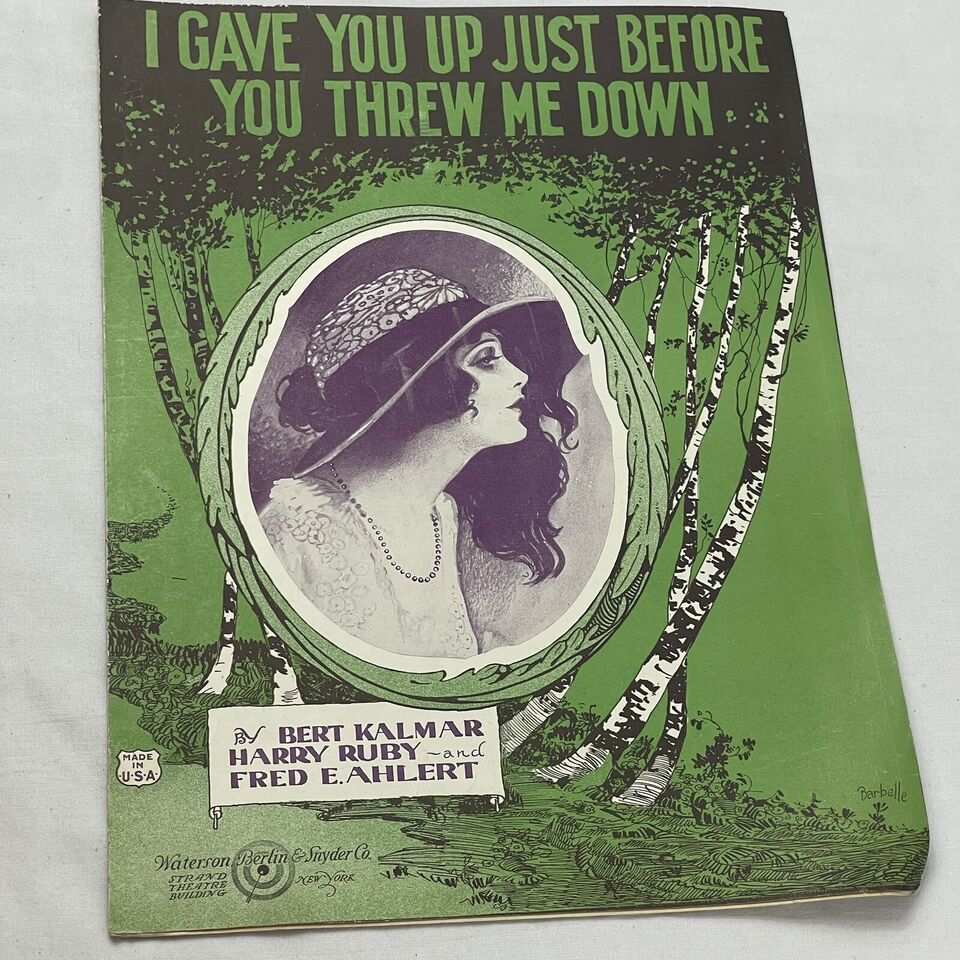 I GAVE YOU UP JUST BEFORE
YOU THREW ME DOWN
By BERT KALMAR
HARRY RUBY ~and
FRED E. AHLERT
MADE
IN
U·S·A·
Barbelle
Waterson, Berlin & Snyder Co.
STRAND
THEATRE
BUILDING
NEW YORK